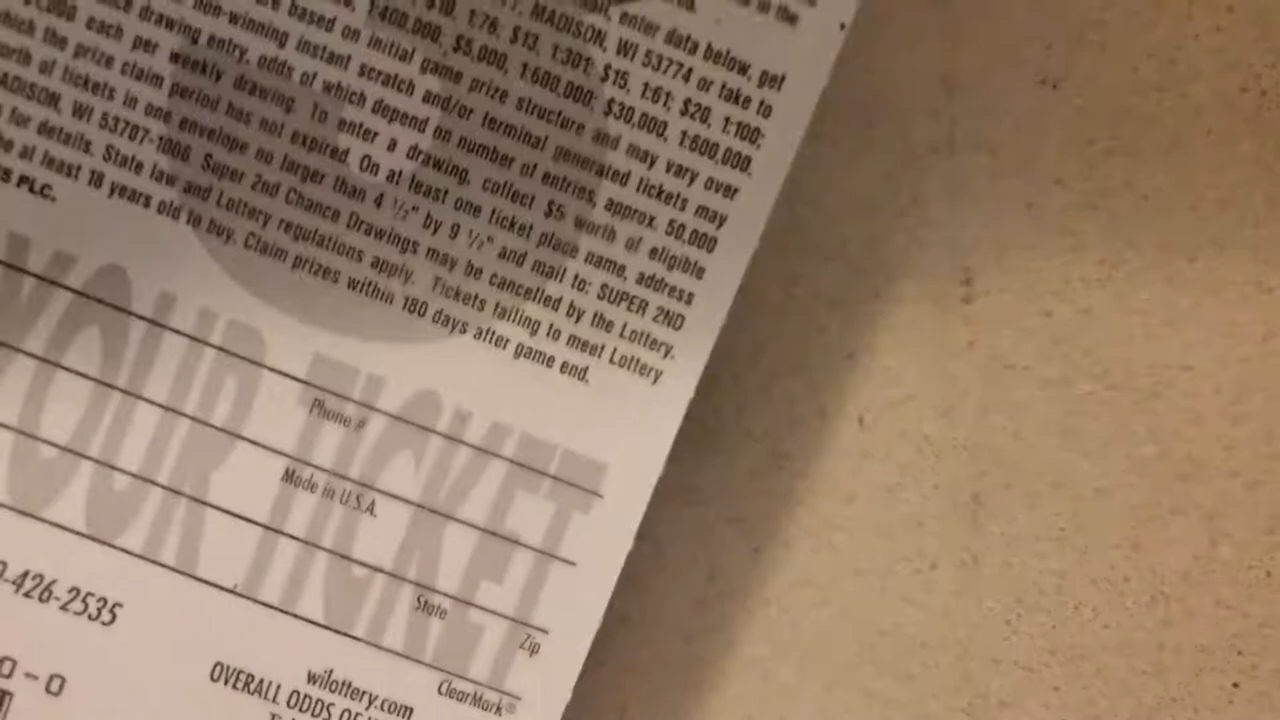 enter data below, get
MADISON, WI 53774 or take to
$10, 1:76, $13, 1:301; $15, 1:61; $20, 1:100;
1:400,000, $5,000, 1:600,000; $30,000, 1:600,000.
are based on initial game prize structure and may vary over
non-winning instant scratch and/or terminal generated tickets may
drawing entry, odds of which depend on number of entries, approx. 50,000
each per weekly drawing. To enter a drawing, collect $5 worth of eligible
the prize claim period has not expired. On at least one ticket place name, address
of tickets in one envelope no larger than 4 1/2" by 9 1/2" and mail to: SUPER 2ND
MADISON, WI 53707-1006. Super 2nd Chance Drawings may be cancelled by the Lottery.
for details. State law and Lottery regulations apply. Tickets failing to meet Lottery
be at least 18 years old to buy. Claim prizes within 180 days after game end.
PLC.
YOUR TICKET
Phone #
Made in U.S.A.
State
Zip
-426-2535
wilottery.com
ClearMark®
OVERALL ODDS OF
0-0